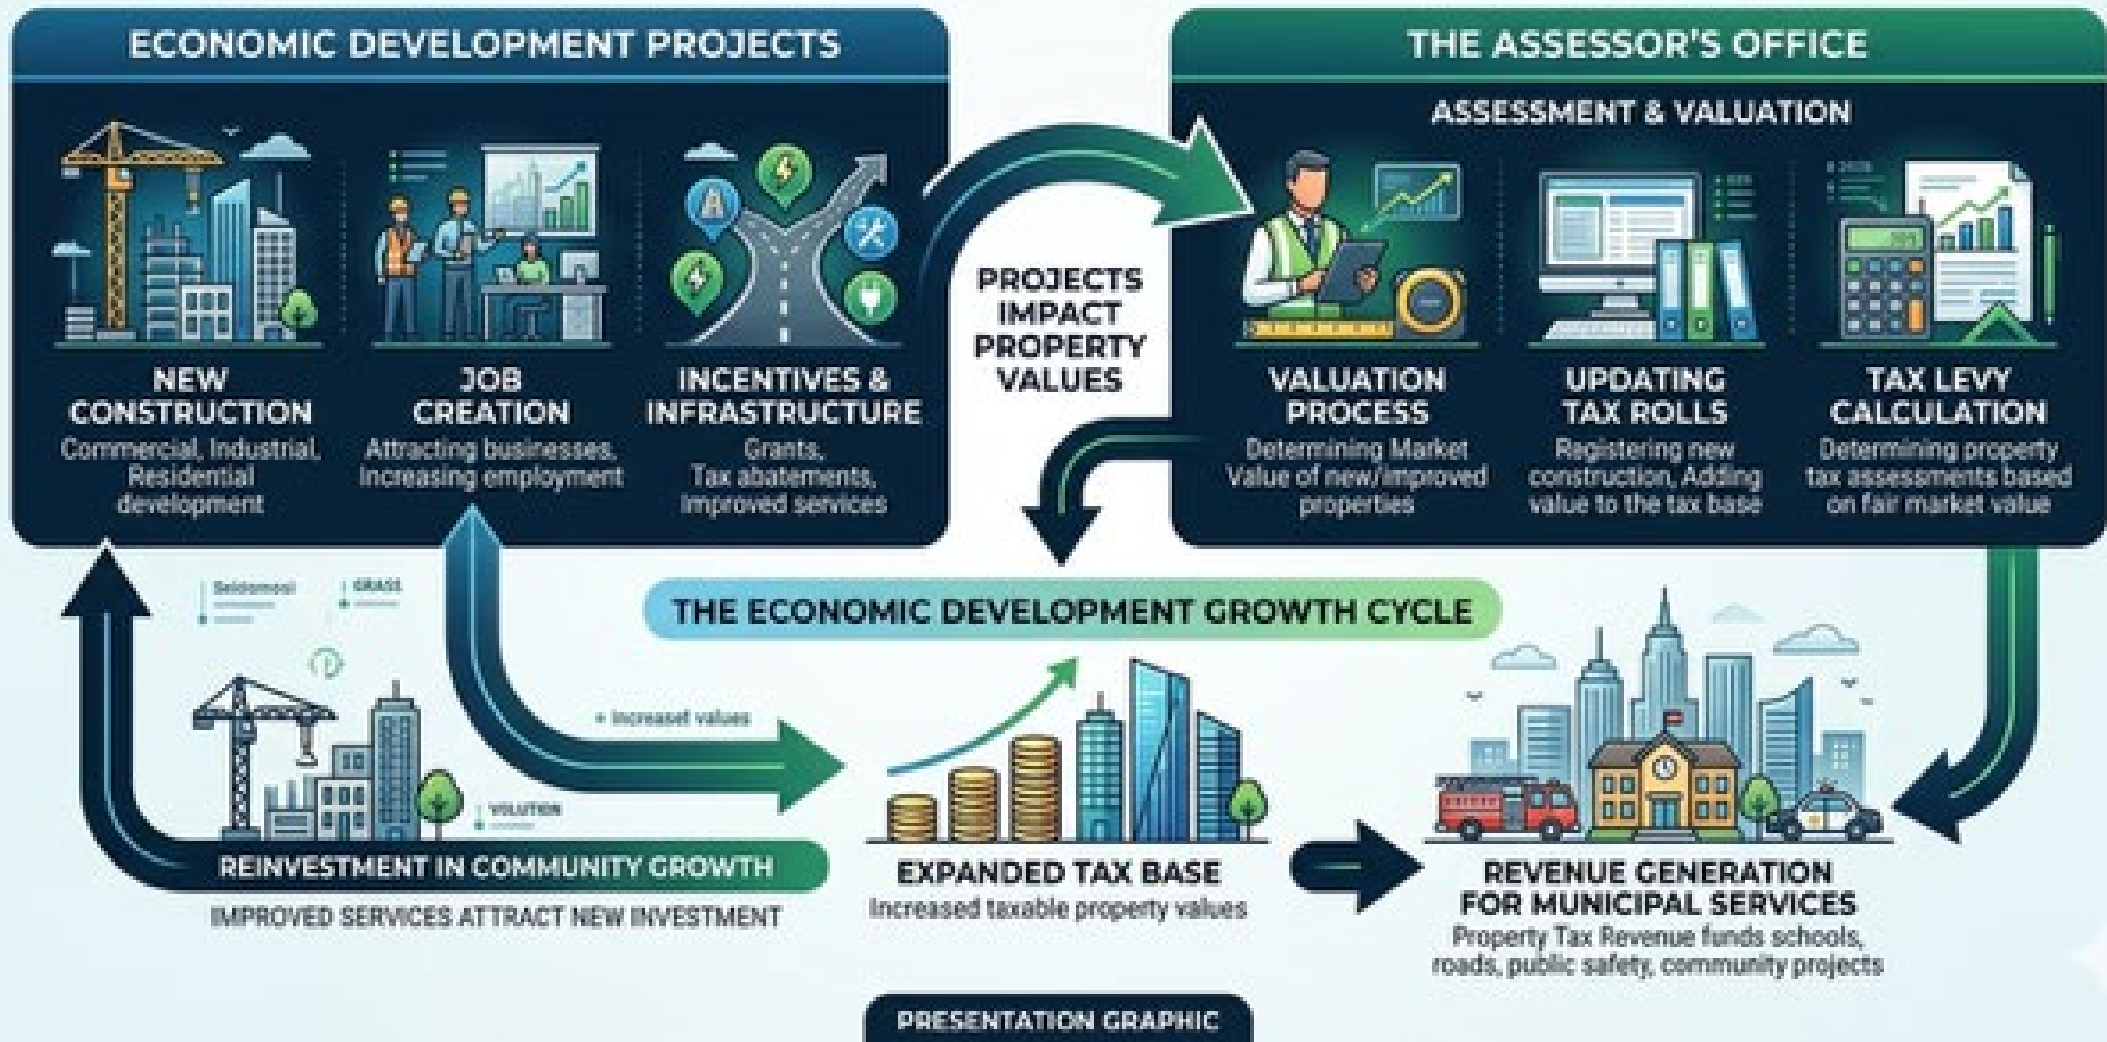 ECONOMIC DEVELOPMENT PROJECTS
NEW
CONSTRUCTION
Commercial, Industrial,
Residential
development
JOB
CREATION
Attracting businesses,
Increasing employment
INCENTIVES &
INFRASTRUCTURE
Grants,
Tax abatements,
Improved services
PROJECTS
IMPACT
PROPERTY
VALUES
THE ASSESSOR'S OFFICE
ASSESSMENT & VALUATION
VALUATION
PROCESS
Determining Market
Value of new/improved
properties
UPDATING
TAX ROLLS
Registering new
construction, Adding
value to the tax base
TAX LEVY
CALCULATION
Determining property
tax assessments based
on fair market value
THE ECONOMIC DEVELOPMENT GROWTH CYCLE
GRASS
+ Increaset values
VOLUTION
REINVESTMENT IN COMMUNITY GROWTH
IMPROVED SERVICES ATTRACT NEW INVESTMENT
EXPANDED TAX BASE
Increased taxable property values
REVENUE GENERATION
FOR MUNICIPAL SERVICES
Property Tax Revenue funds schools,
roads, public safety, community projects
PRESENTATION GRAPHIC